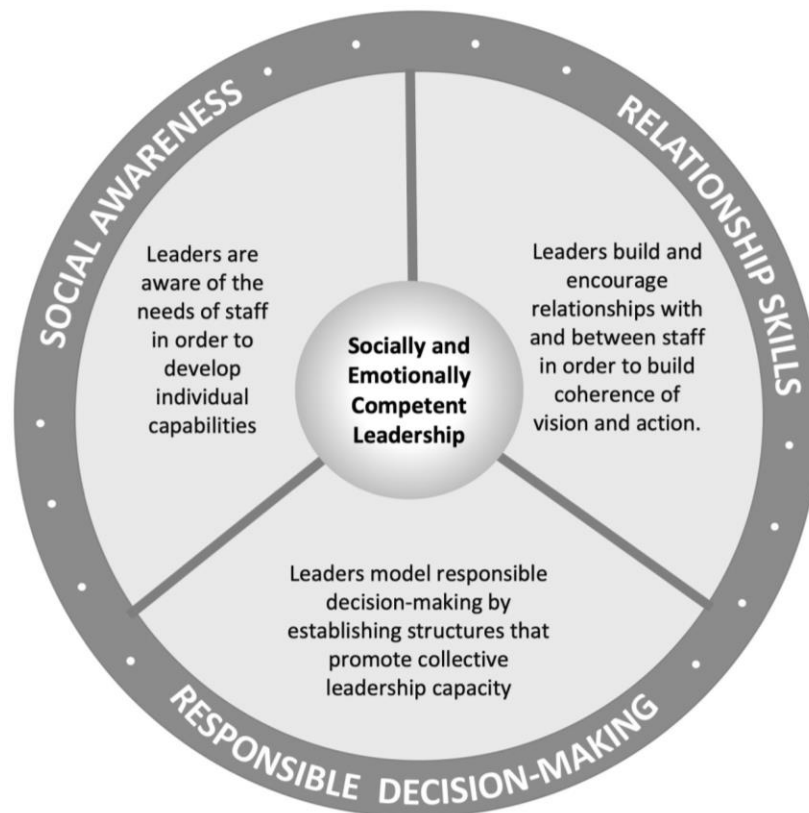 SOCIAL AWARENESS
RELATIONSHIP SKILLS
Leaders are
aware of the
needs of staff
in order to
develop
individual
capabilities
Socially and
Emotionally
Competent
Leadership
Leaders build and
encourage
relationships with
and between staff
in order to build
coherence of
vision and action.
Leaders model responsible
decision-making by
establishing structures that
promote collective
leadership capacity
RESPONSIBLE DECISION-MAKING